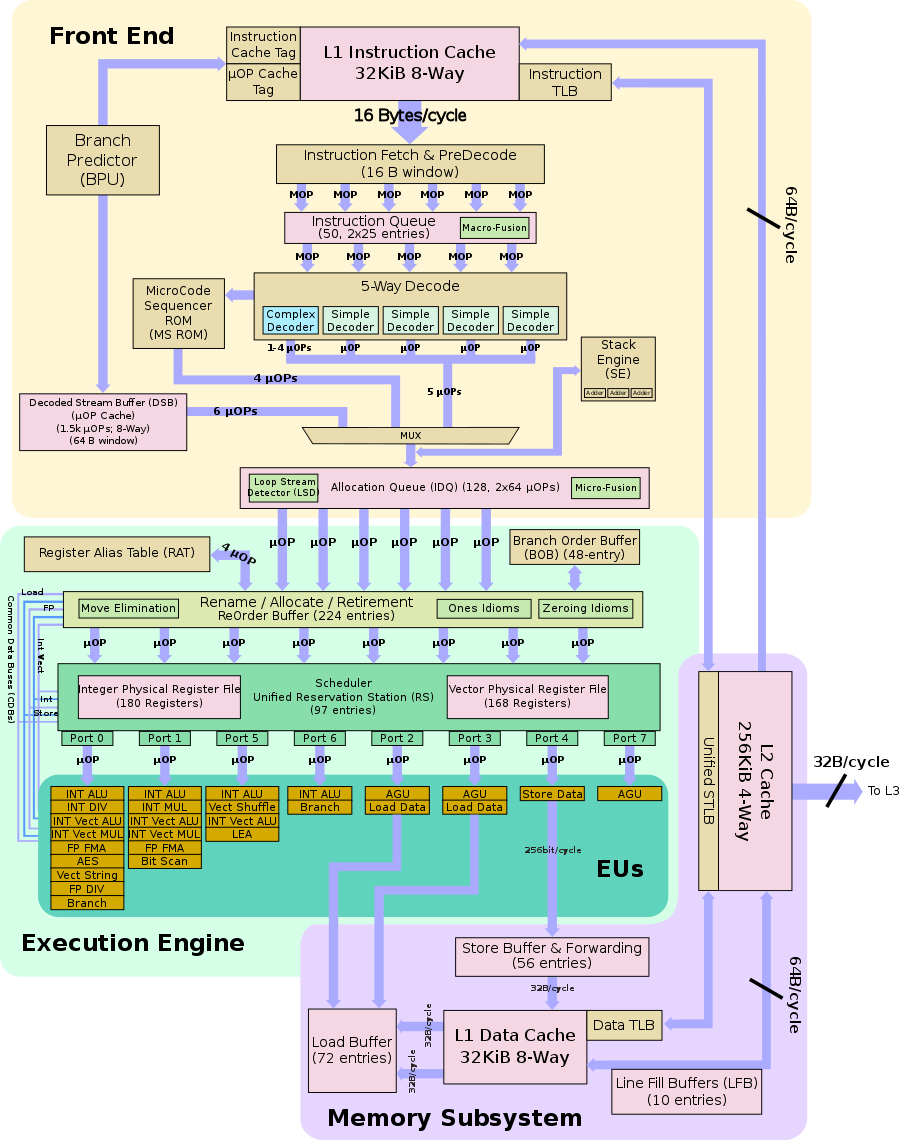 Front End
Instruction
Cache Tag
µOP Cache
Tag
L1 Instruction Cache
32KiB 8-Way
Instruction
TLB
16 Bytes/cycle
Branch
Predictor
(BPU)
Instruction Fetch & PreDecode
(16 B window)
MOP MOP MOP MOP MOP MOP
Instruction Queue
(50, 2x25 entries)
Macro-Fusion
64B/cycle
MOP MOP MOP MOP MOP
5-Way Decode
MicroCode
Sequencer
ROM
(MS ROM)
Complex
Decoder
Simple
Decoder
Simple
Decoder
Simple
Decoder
Simple
Decoder
1-4 µOPs µOP µOP µOP µOP
Stack
Engine
(SE)
Adder Adder Adder
4 µOPs
5 µOPs
Decoded Stream Buffer (DSB)
(µOP Cache)
(1.5k µOPs; 8-Way)
(64 B window)
6 µOPs
MUX
Loop Stream
Detector (LSD)
Allocation Queue (IDQ) (128, 2x64 µOPs)
Micro-Fusion
µOP µOP µOP µOP µOP µOP
Register Alias Table (RAT)
4 µOP
Branch Order Buffer
(BOB) (48-entry)
Load
FP
Common Data Buses (CDBs)
Int Vect
Int
Store
Move Elimination
Rename / Allocate / Retirement
ReOrder Buffer (224 entries)
Ones Idioms
Zeroing Idioms
µOP µOP µOP µOP µOP µOP µOP µOP
Integer Physical Register File
(180 Registers)
Scheduler
Unified Reservation Station (RS)
(97 entries)
Vector Physical Register File
(168 Registers)
Port 0 Port 1 Port 5 Port 6 Port 2 Port 3 Port 4 Port 7
µOP µOP µOP µOP µOP µOP µOP µOP
INT ALU
INT DIV
INT Vect ALU
INT Vect MUL
FP FMA
AES
Vect String
FP DIV
Branch
INT ALU
INT MUL
INT Vect ALU
INT Vect MUL
FP FMA
Bit Scan
INT ALU
Vect Shuffle
INT Vect ALU
LEA
INT ALU
Branch
AGU
Load Data
AGU
Load Data
Store Data
AGU
256bit/cycle
EUs
Execution Engine
Unified STLB
L2 Cache
256KiB 4-Way
32B/cycle
To L3
Store Buffer & Forwarding
(56 entries)
32B/cycle
64B/cycle
Load Buffer
(72 entries)
32B/cycle
32B/cycle
L1 Data Cache
32KiB 8-Way
Data TLB
Line Fill Buffers (LFB)
(10 entries)
Memory Subsystem